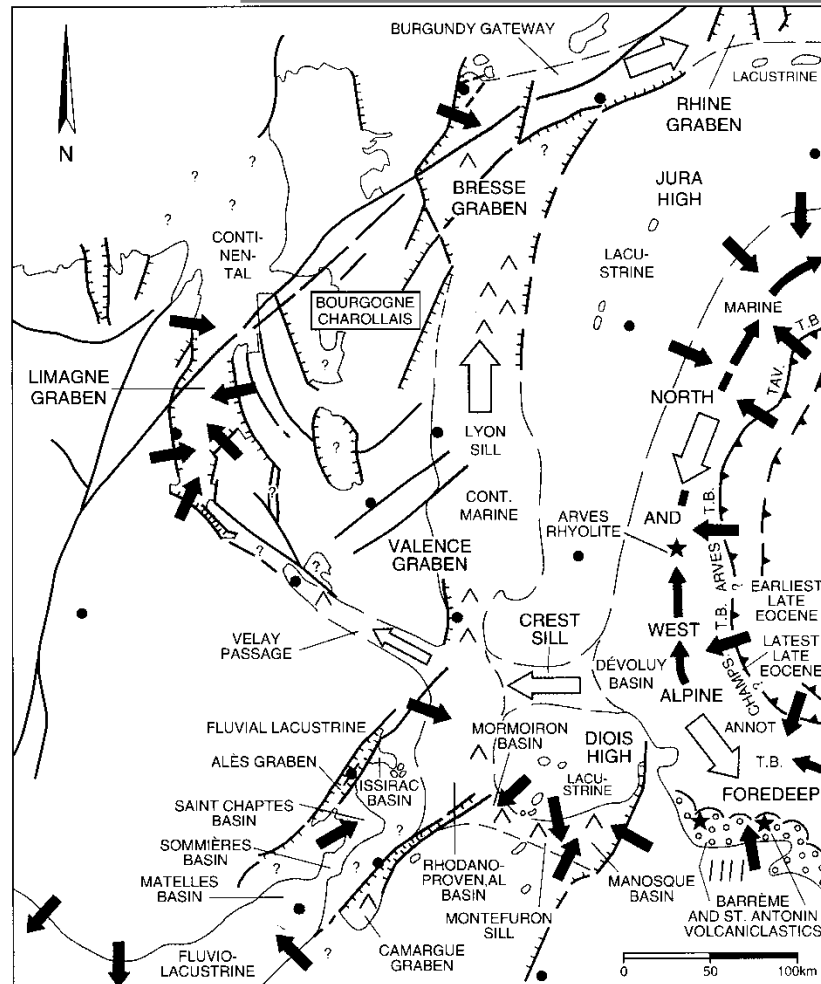 BURGUNDY GATEWAY
LACUSTRINE
RHINE
GRABEN
N
?
?
?
?
?
?
BRESSE
GRABEN
JURA
HIGH
CONTI-
NEN-
TAL
LACU-
STRINE
BOURGOGNE
CHAROLLAIS
?
MARINE
T.B.
TAV.
LIMAGNE
GRABEN
NORTH
?
LYON
SILL
?
CONT.
MARINE
ARVES
RHYOLITE
AND
T.B.
ARVES
?
VALENCE
GRABEN
?
?
EARLIEST
LATE
EOCENE
T.B.
CREST
SILL
WEST
VELAY
PASSAGE
DÉVOLUY
BASIN
LATEST
LATE
EOCENE
?
CHAMPS.
ALPINE
FLUVIAL LACUSTRINE
MORMOIRON
BASIN
DIOIS
HIGH
ANNOT
T.B.
ALÈS GRABEN
ISSIRAC
BASIN
LACU-
STRINE
FOREDEEP
SAINT CHAPTES
BASIN
SOMMIÈRES
BASIN
?
?
?
MATELLES
BASIN
RHODANO-
PROVEN,AL
BASIN
MANOSQUE
BASIN
BARRÈME
AND ST. ANTONIN
VOLCANICLASTICS
MONTEFURON
SILL
FLUVIO-
LACUSTRINE
?
CAMARGUE
GRABEN
0 50 100km